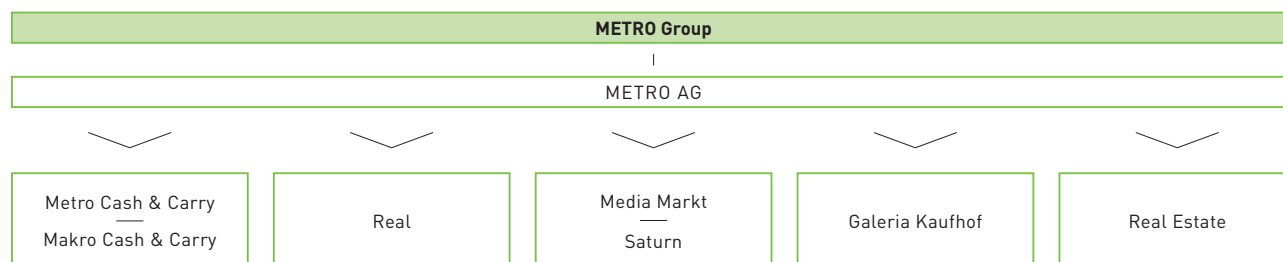 METRO Group
METRO AG
Metro Cash & Carry
Makro Cash & Carry
Real
Media Markt
Saturn
Galeria Kaufhof
Real Estate